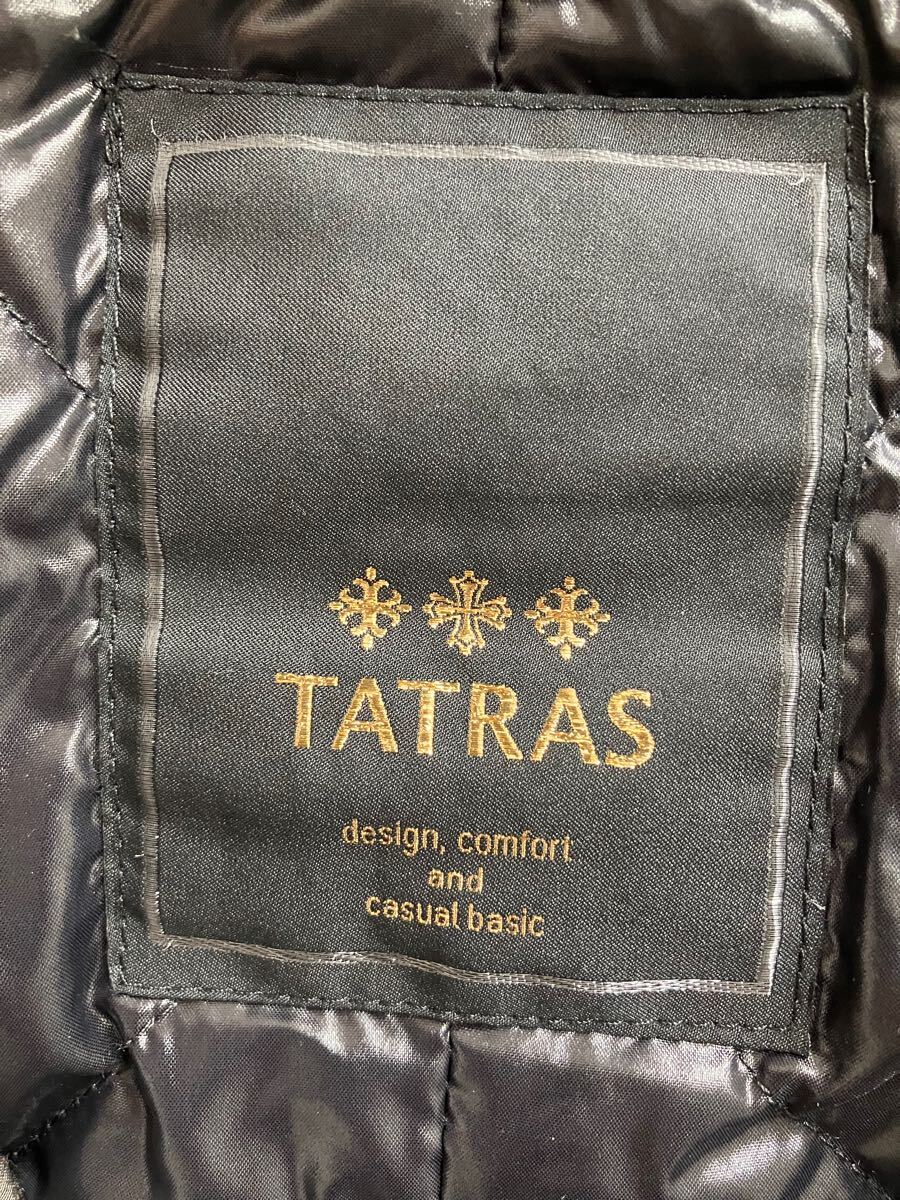 TATRAS
design, comfort
and
casual basic